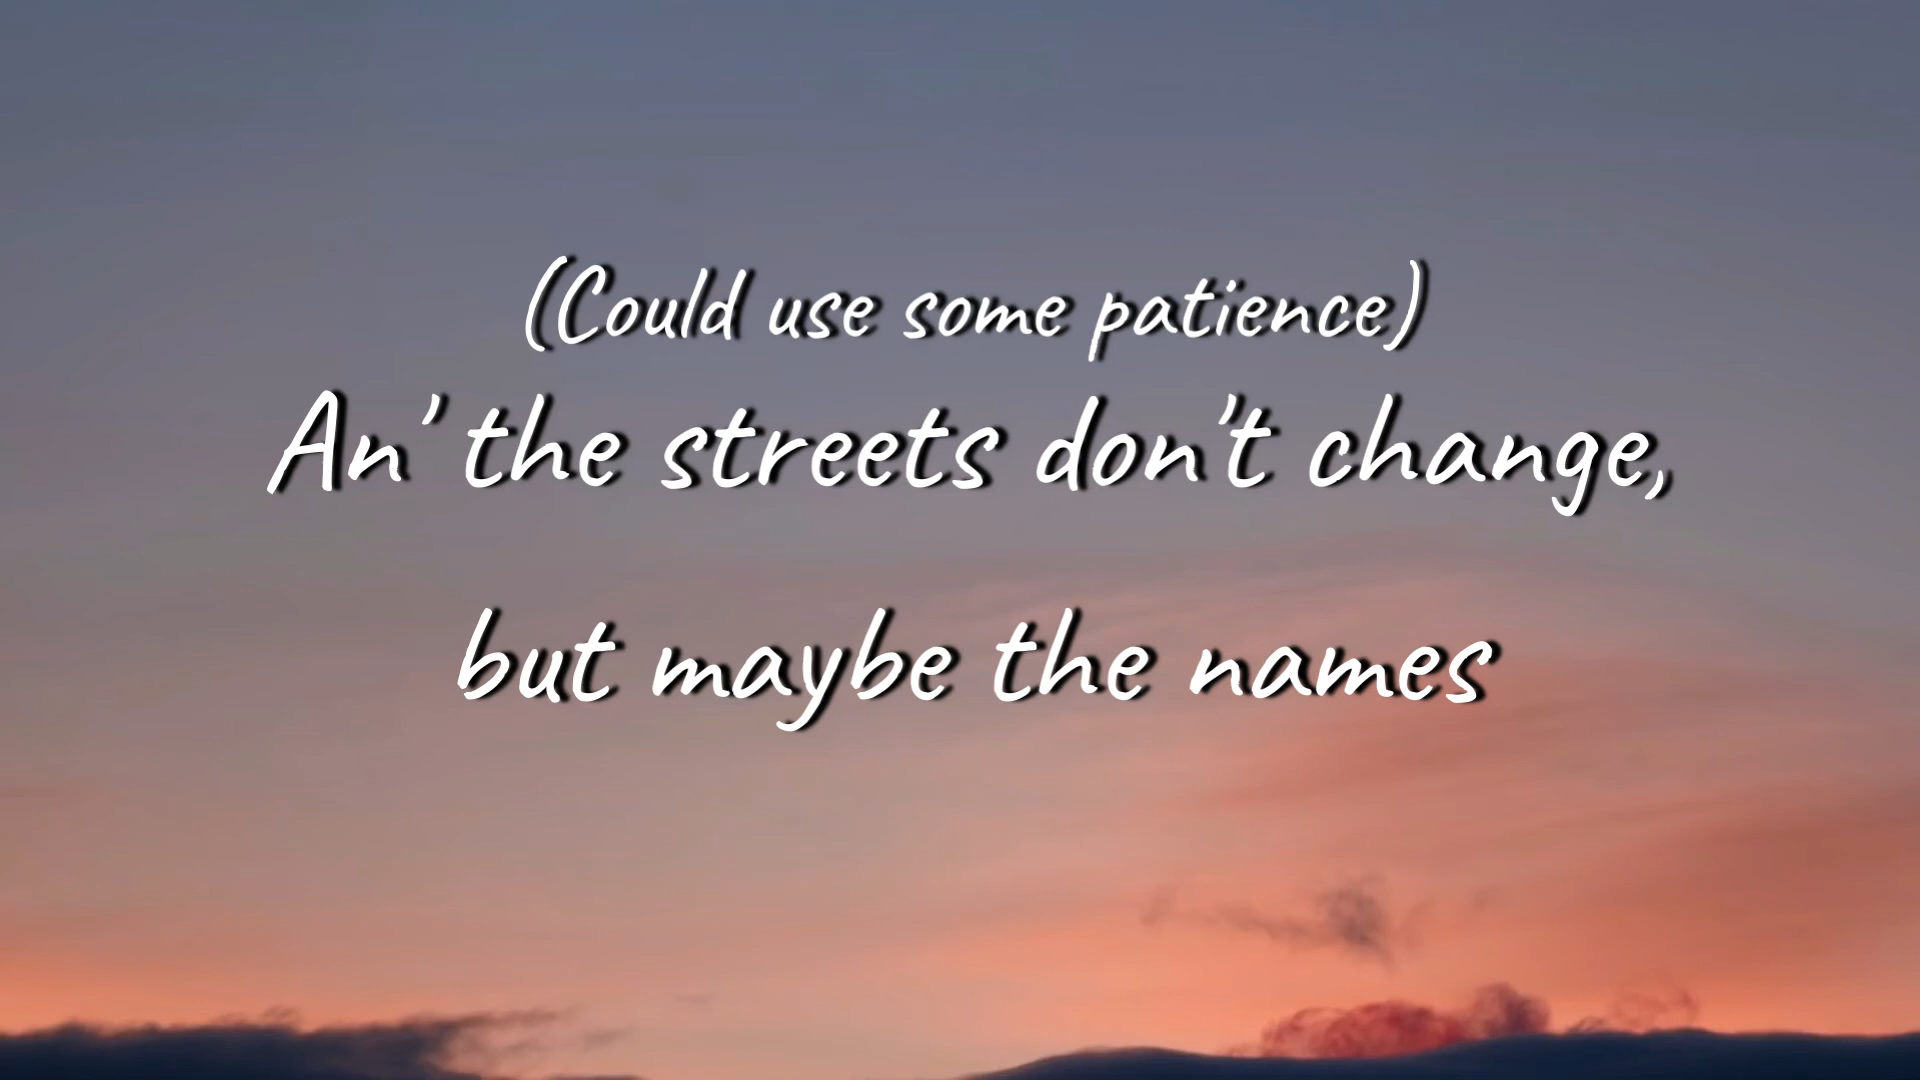 (Could use some patience)
An' the streets don't change,
but maybe the names